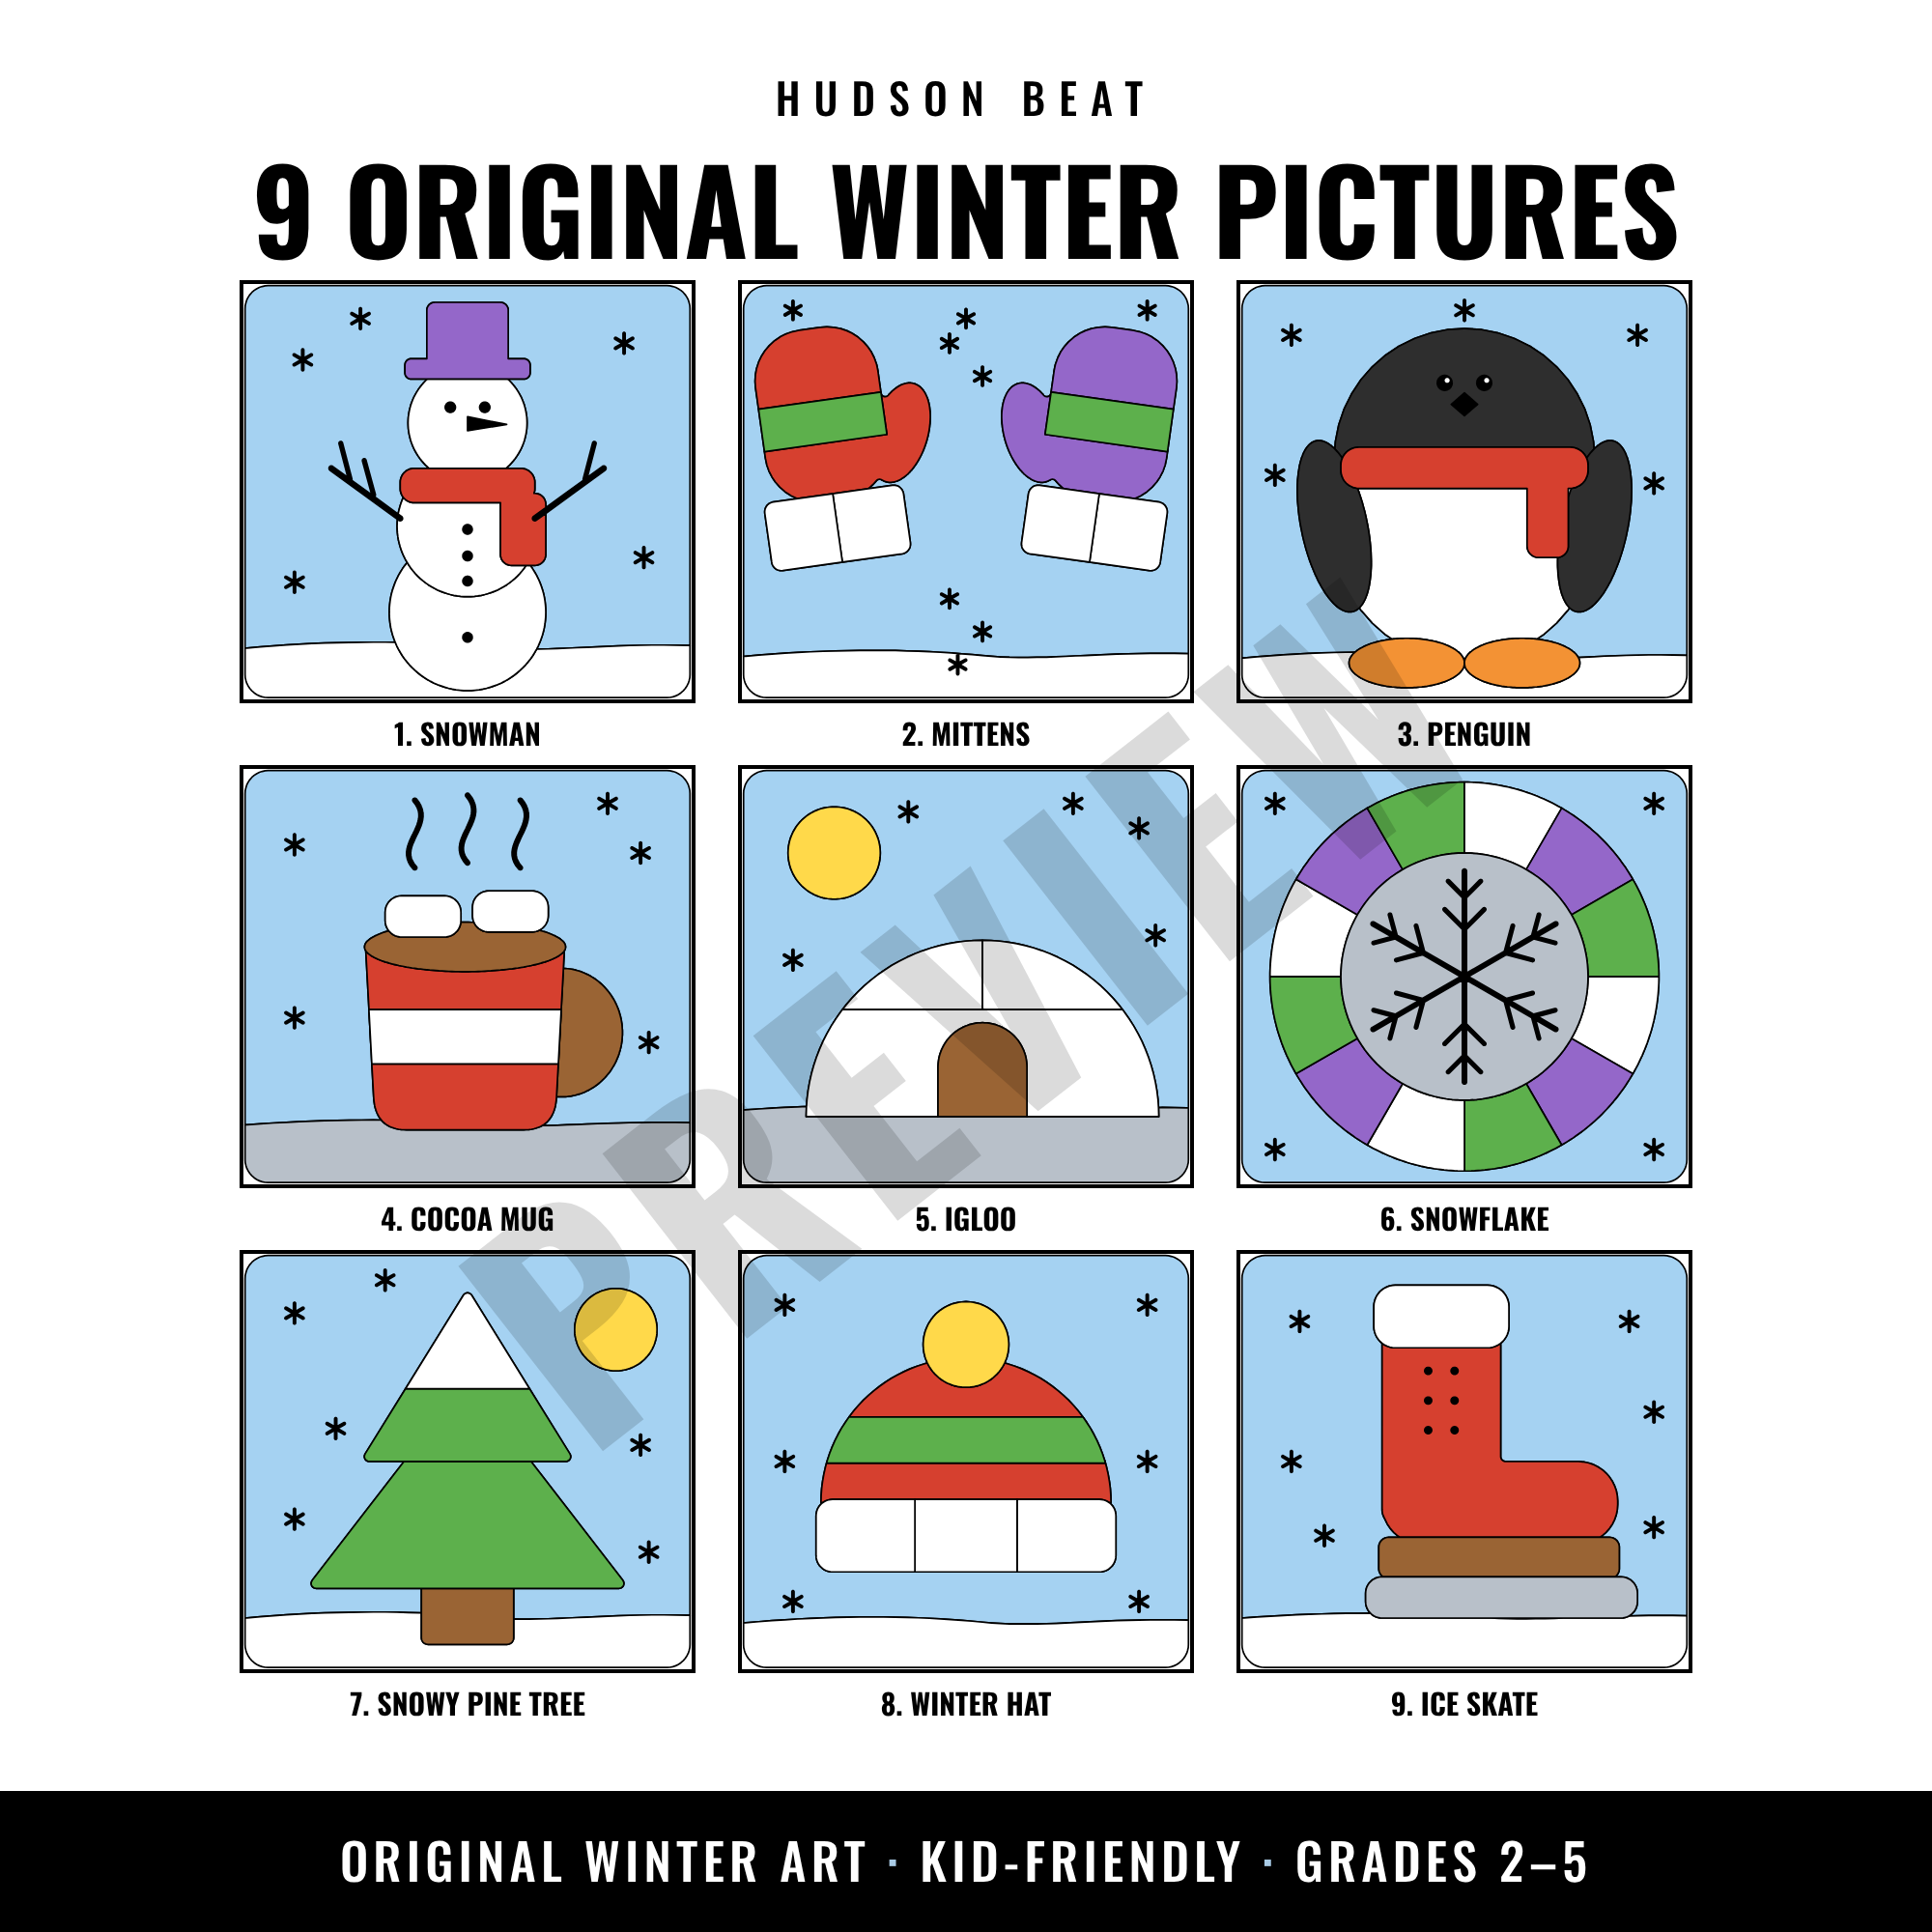 HUDSON BEAT
9 ORIGINAL WINTER PICTURES
1. SNOWMAN
2. MITTENS
3. PENGUIN
4. COCOA MUG
5. IGLOO
6. SNOWFLAKE
7. SNOWY PINE TREE
8. WINTER HAT
9. ICE SKATE
PREVIEW
ORIGINAL WINTER ART · KID-FRIENDLY · GRADES 2–5